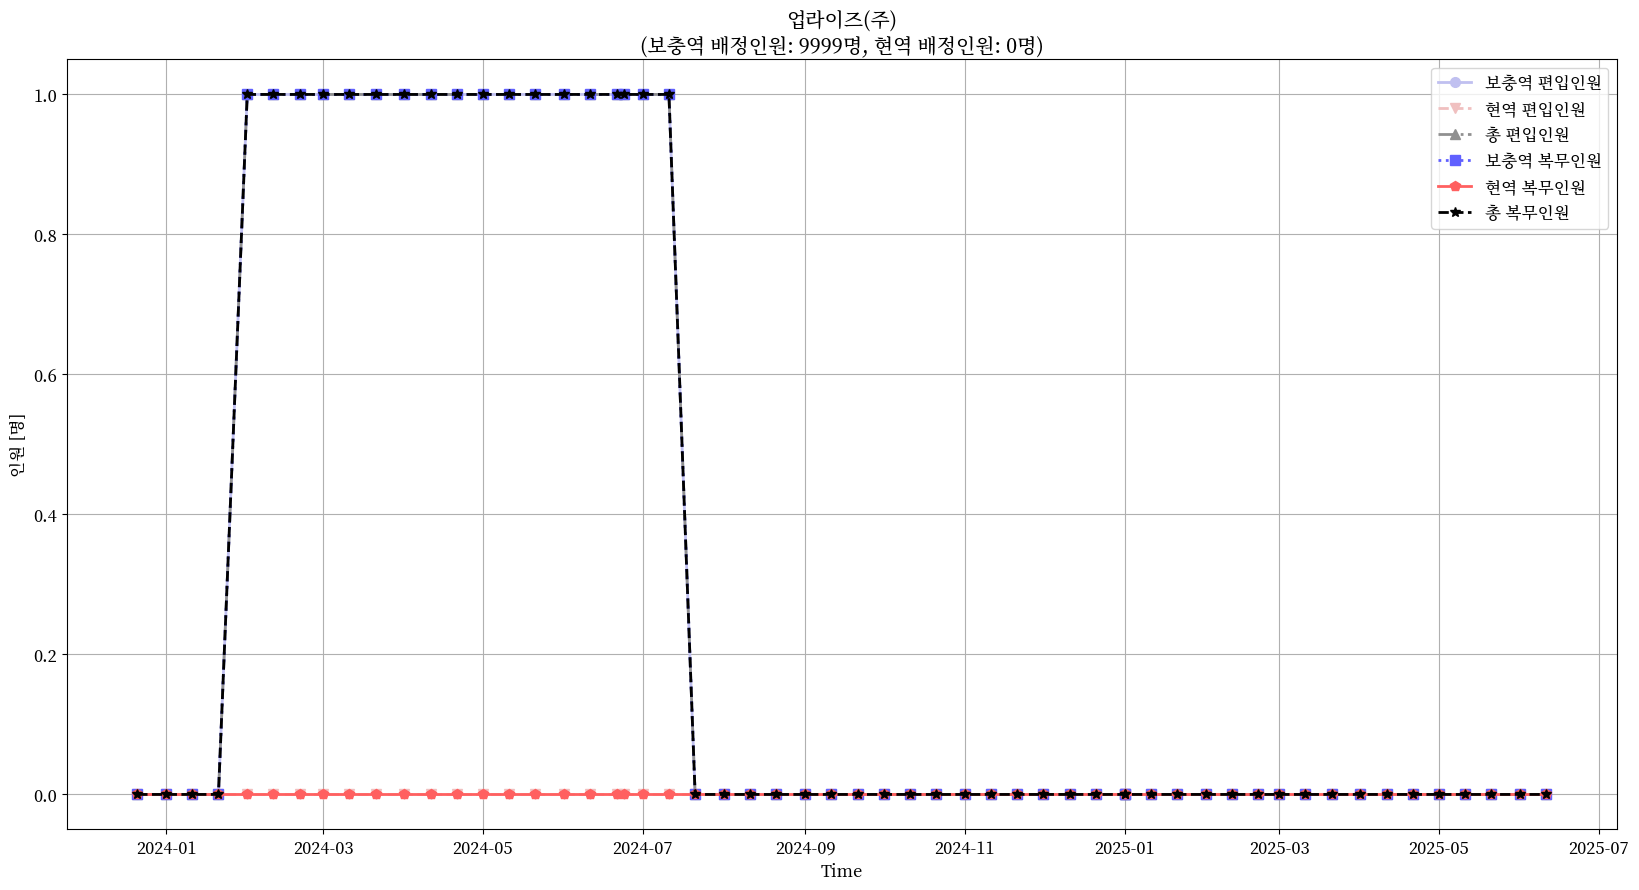 업라이즈(주)
(보충역 배정인원: 9999명, 현역 배정인원: 0명)
보충역 편입인원
현역 편입인원
총 편입인원
보충역 복무인원
현역 복무인원
총 복무인원
인원 [명]
1.0
0.8
0.6
0.4
0.2
0.0
2024-01 2024-03 2024-05 2024-07 2024-09 2024-11 2025-01 2025-03 2025-05 2025-07
Time